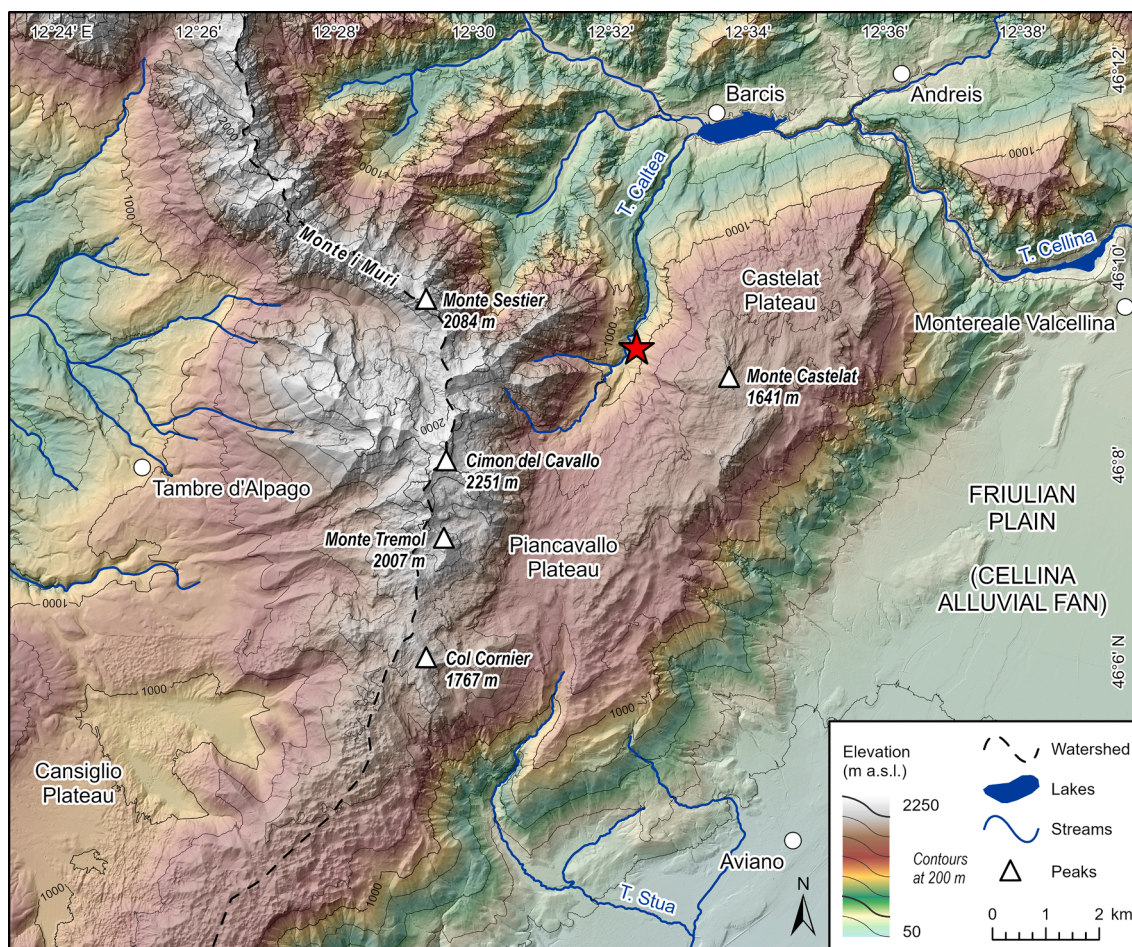 12°24' E
12°26'
12°28'
12°30
12°32'
12°34'
12°36'
12°38'
46°12'
Barcis
Andreis
2000
1000
1000
T. Caltea
1000
1000
T. Cellina
46°10'
Monte i Muri
Castelat
Plateau
Monte Sestier
2084 m
Montereale Valcellina
1000
Monte Castelat
1641 m
2000
Cimon del Cavallo
2251 m
46°8'
Tambre d'Alpago
FRIULIAN
PLAIN
(CELLINA
ALLUVIAL FAN)
Monte Tremol
2007 m
Piancavallo
Plateau
1000
46°6' N
Col Cornier
1767 m
1000
1000
Cansiglio
Plateau
Aviano
T. Stua
1000
1000
Elevation
(m a.s.l.)
2250
Contours
at 200 m
50
Watershed
Lakes
Streams
Peaks
N
0 1 2 km